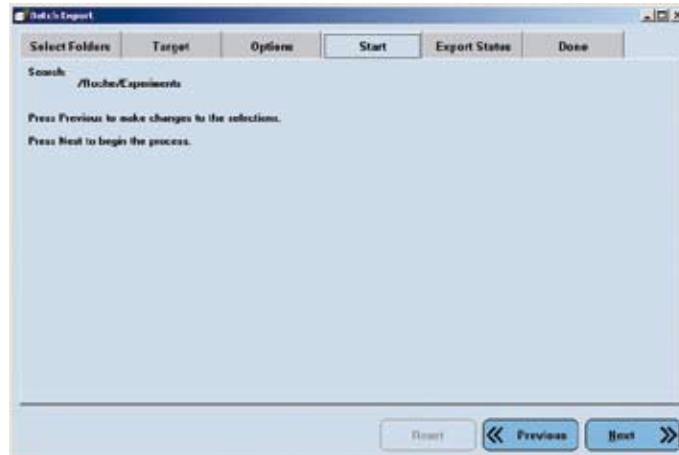 Batch Export
Select Folders Target Options Start Export Status Done
Search:
/Roche/Experiments
Press Previous to make changes to the selections.
Press Next to begin the process.
Reset Previous Next